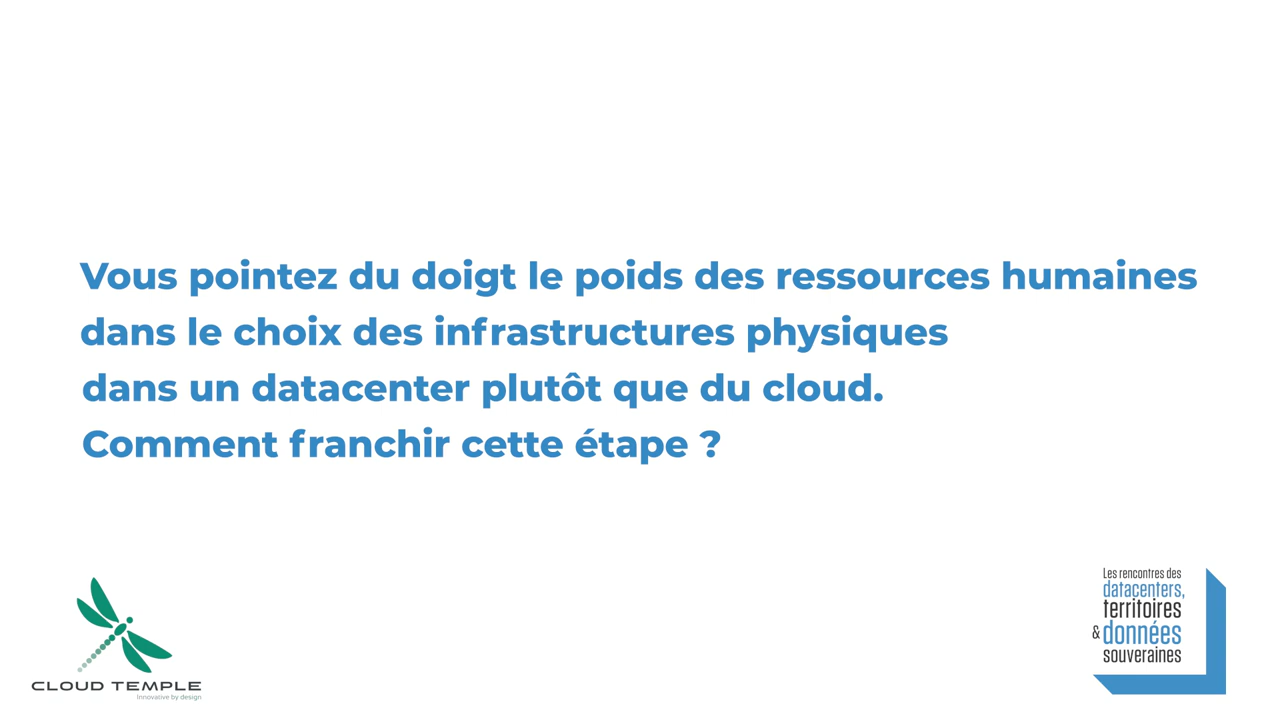 Vous pointez du doigt le poids des ressources humaines
dans le choix des infrastructures physiques
dans un datacenter plutôt que du cloud.
Comment franchir cette étape ?
CLOUD TEMPLE
Innovative by design
Les rencontres des
datacenters,
territoires
& données
souveraines